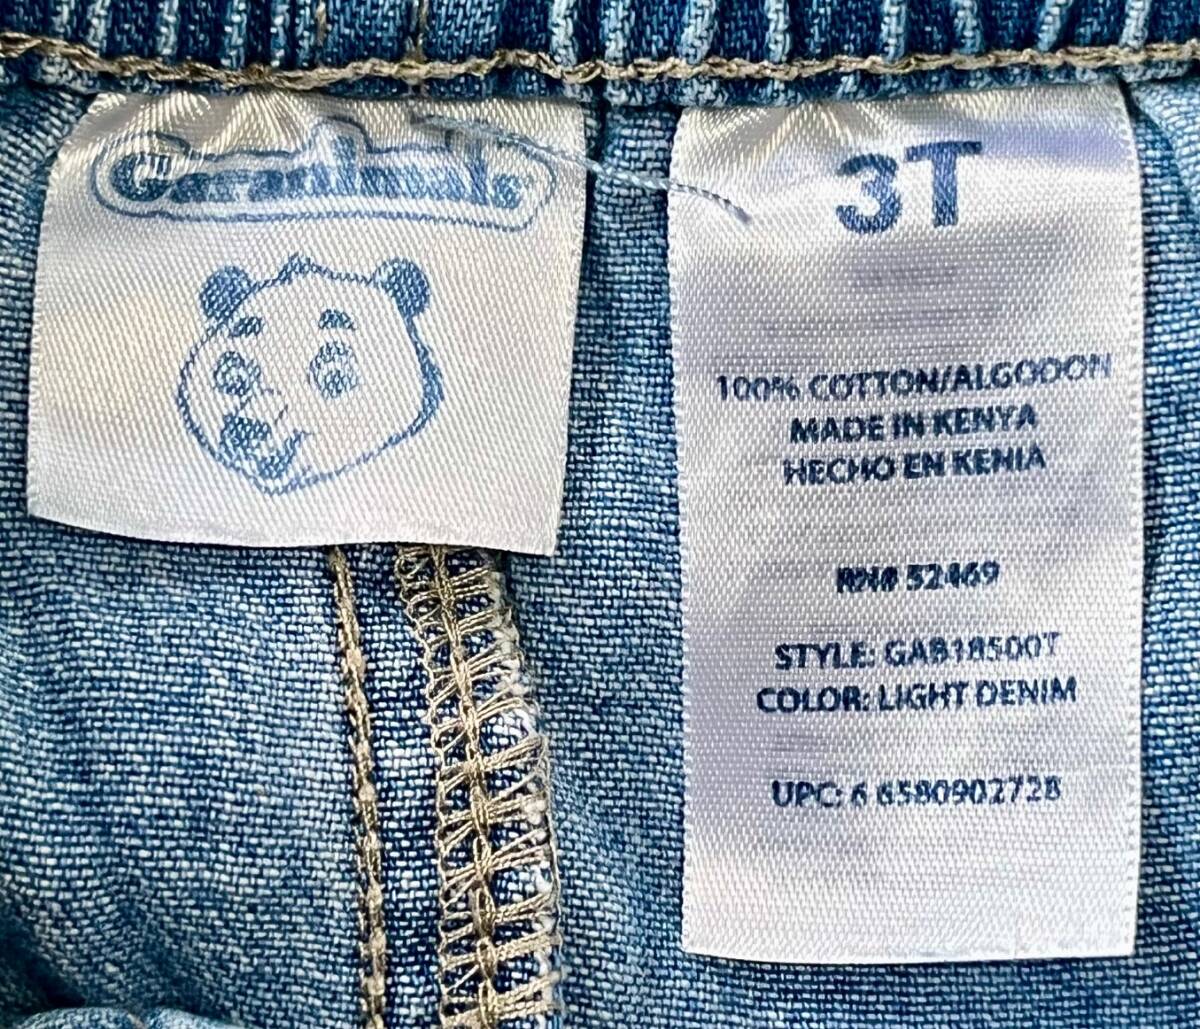 Garanimals
3T
100% COTTON/ALGODON
MADE IN KENYA
HECHO EN KENIA
RN# 52469
STYLE: GAB18500T
COLOR: LIGHT DENIM
UPC: 6 6580902728